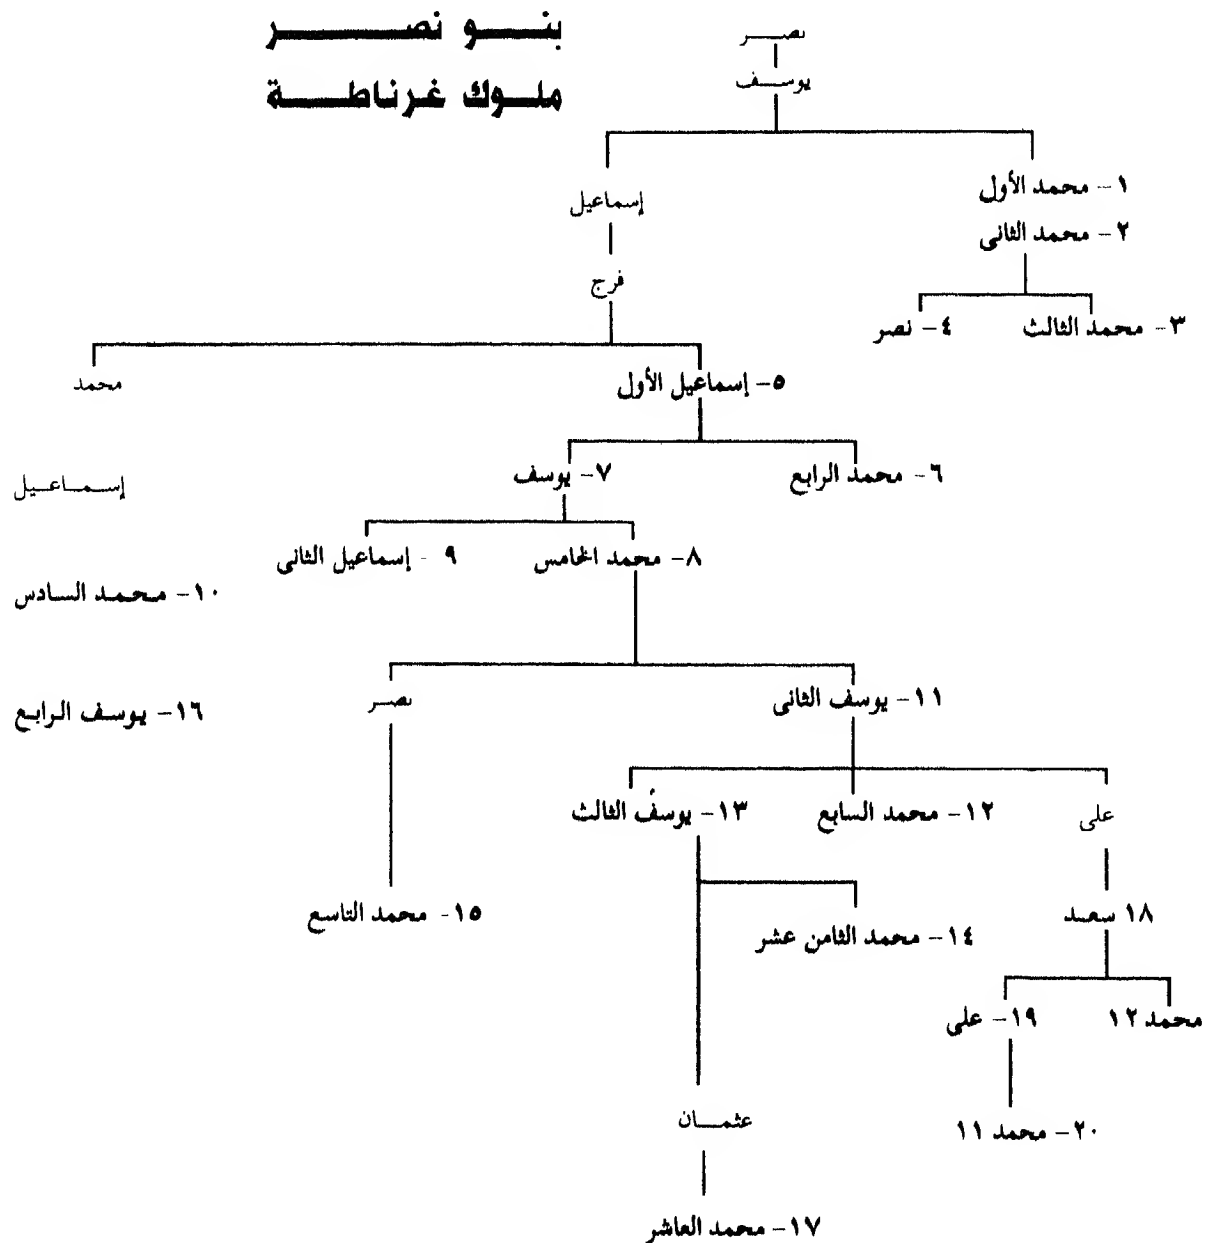 بنو نصر
ملوك غرناطة
نصر
يوسف
١- محمد الأول
إسماعيل
٢- محمد الثانى
فرج
٣- محمد الثالث
٤- نصر
٥- إسماعيل الأول
محمد
٦- محمد الرابع
٧- يوسف
إسماعيل
٨- محمد الخامس
٩- إسماعيل الثانى
١٠- محمد السادس
١١- يوسف الثانى
نصر
١٦- يوسف الرابع
على
١٢- محمد السابع
١٣- يوسف الثالث
١٨ سعد
١٤- محمد الثامن عشر
١٥- محمد التاسع
محمد ١٢
١٩- على
٢٠- محمد ١١
عثمان
١٧- محمد العاشر